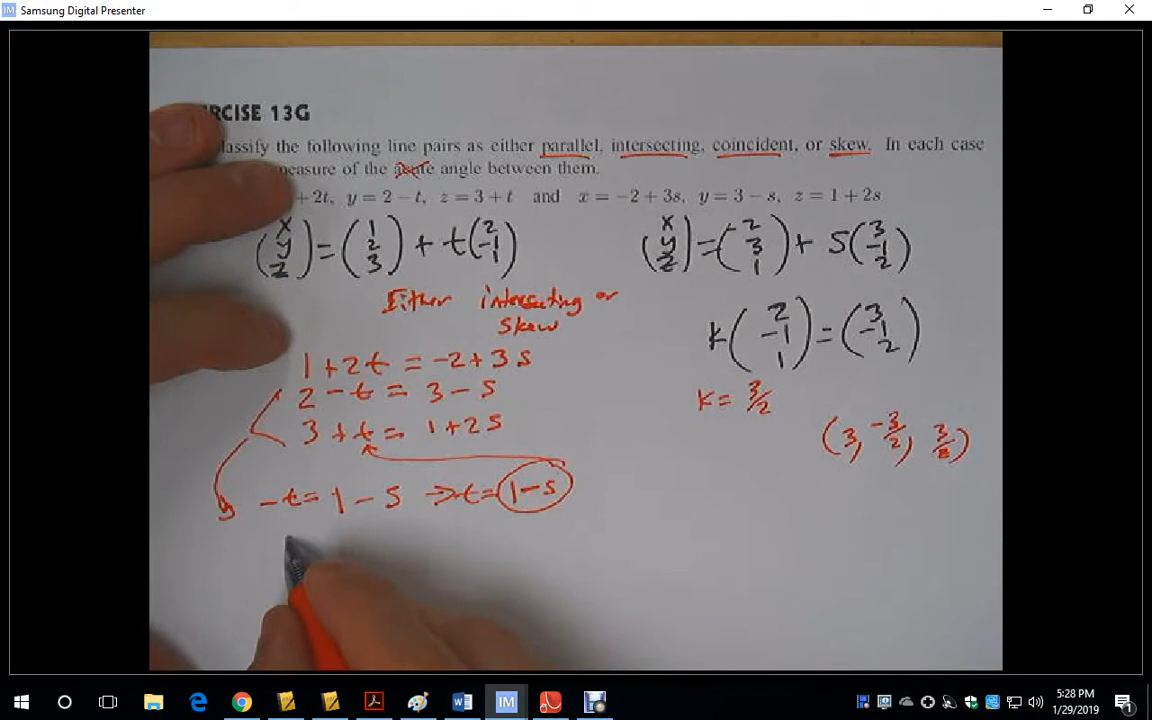 Samsung Digital Presenter
RCISE 13G
lassify the following line pairs as either parallel, intersecting, coincident, or skew. In each case
easure of the acute angle between them.
+ 2t, y = 2 − t, z = 3 + t and x = −2 + 3s, y = 3 − s, z = 1 + 2s
(x y z) = (1 2 3) + t(2 -1 1)
(x y z) = (-2 3 1) + s(3 -1 2)
Either intersecting or
skew
k(2 -1 1) = (3 -1 2)
1 + 2t = -2 + 3s
2 - t = 3 - s
3 + t = 1 + 2s
k = 3/2
(3, -3/2, 3/2)
-t = 1 - s ⇒ t = 1 - s
5:28 PM
1/29/2019